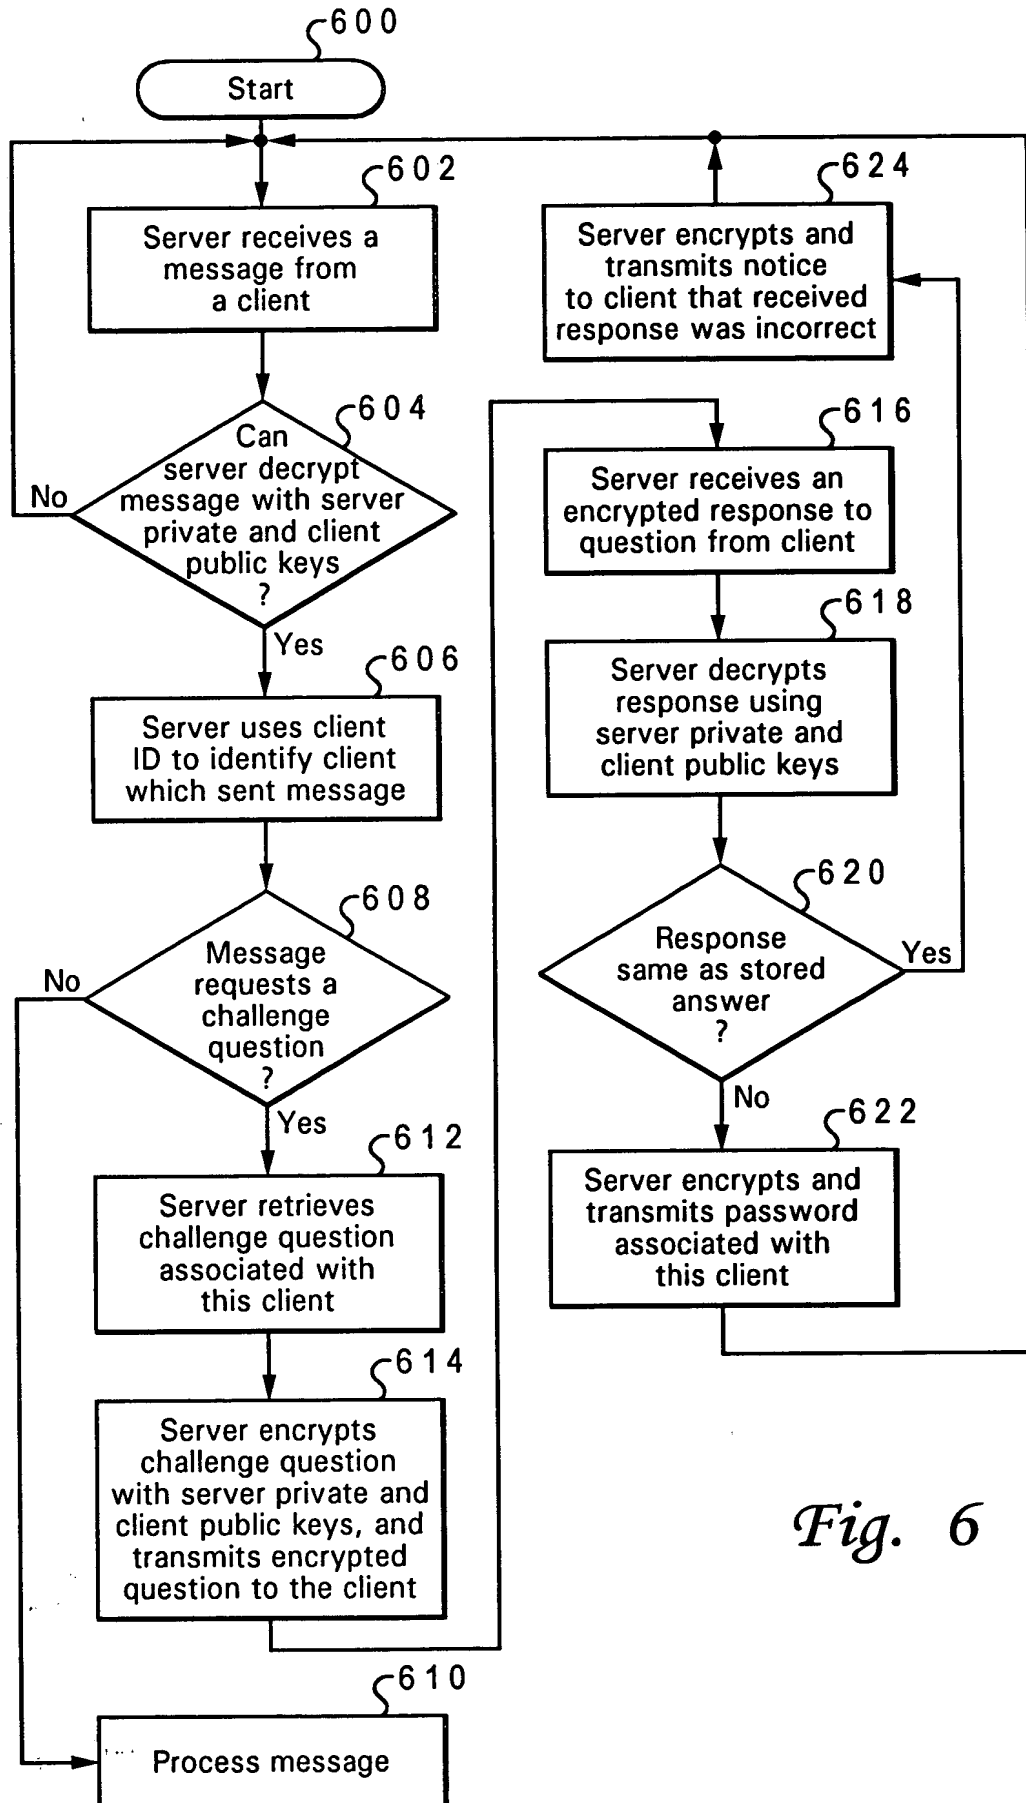 600
Start
602
Server receives a
message from
a client
604
Can
server decrypt
message with server
private and client
public keys
?
No
Yes
606
Server uses client
ID to identify client
which sent message
608
Message
requests a
challenge
question
?
No
Yes
612
Server retrieves
challenge question
associated with
this client
614
Server encrypts
challenge question
with server private and
client public keys, and
transmits encrypted
question to the client
610
Process message
624
Server encrypts and
transmits notice
to client that received
response was incorrect
616
Server receives an
encrypted response to
question from client
618
Server decrypts
response using
server private and
client public keys
620
Response
same as stored
answer
?
Yes
No
622
Server encrypts and
transmits password
associated with
this client
Fig. 6